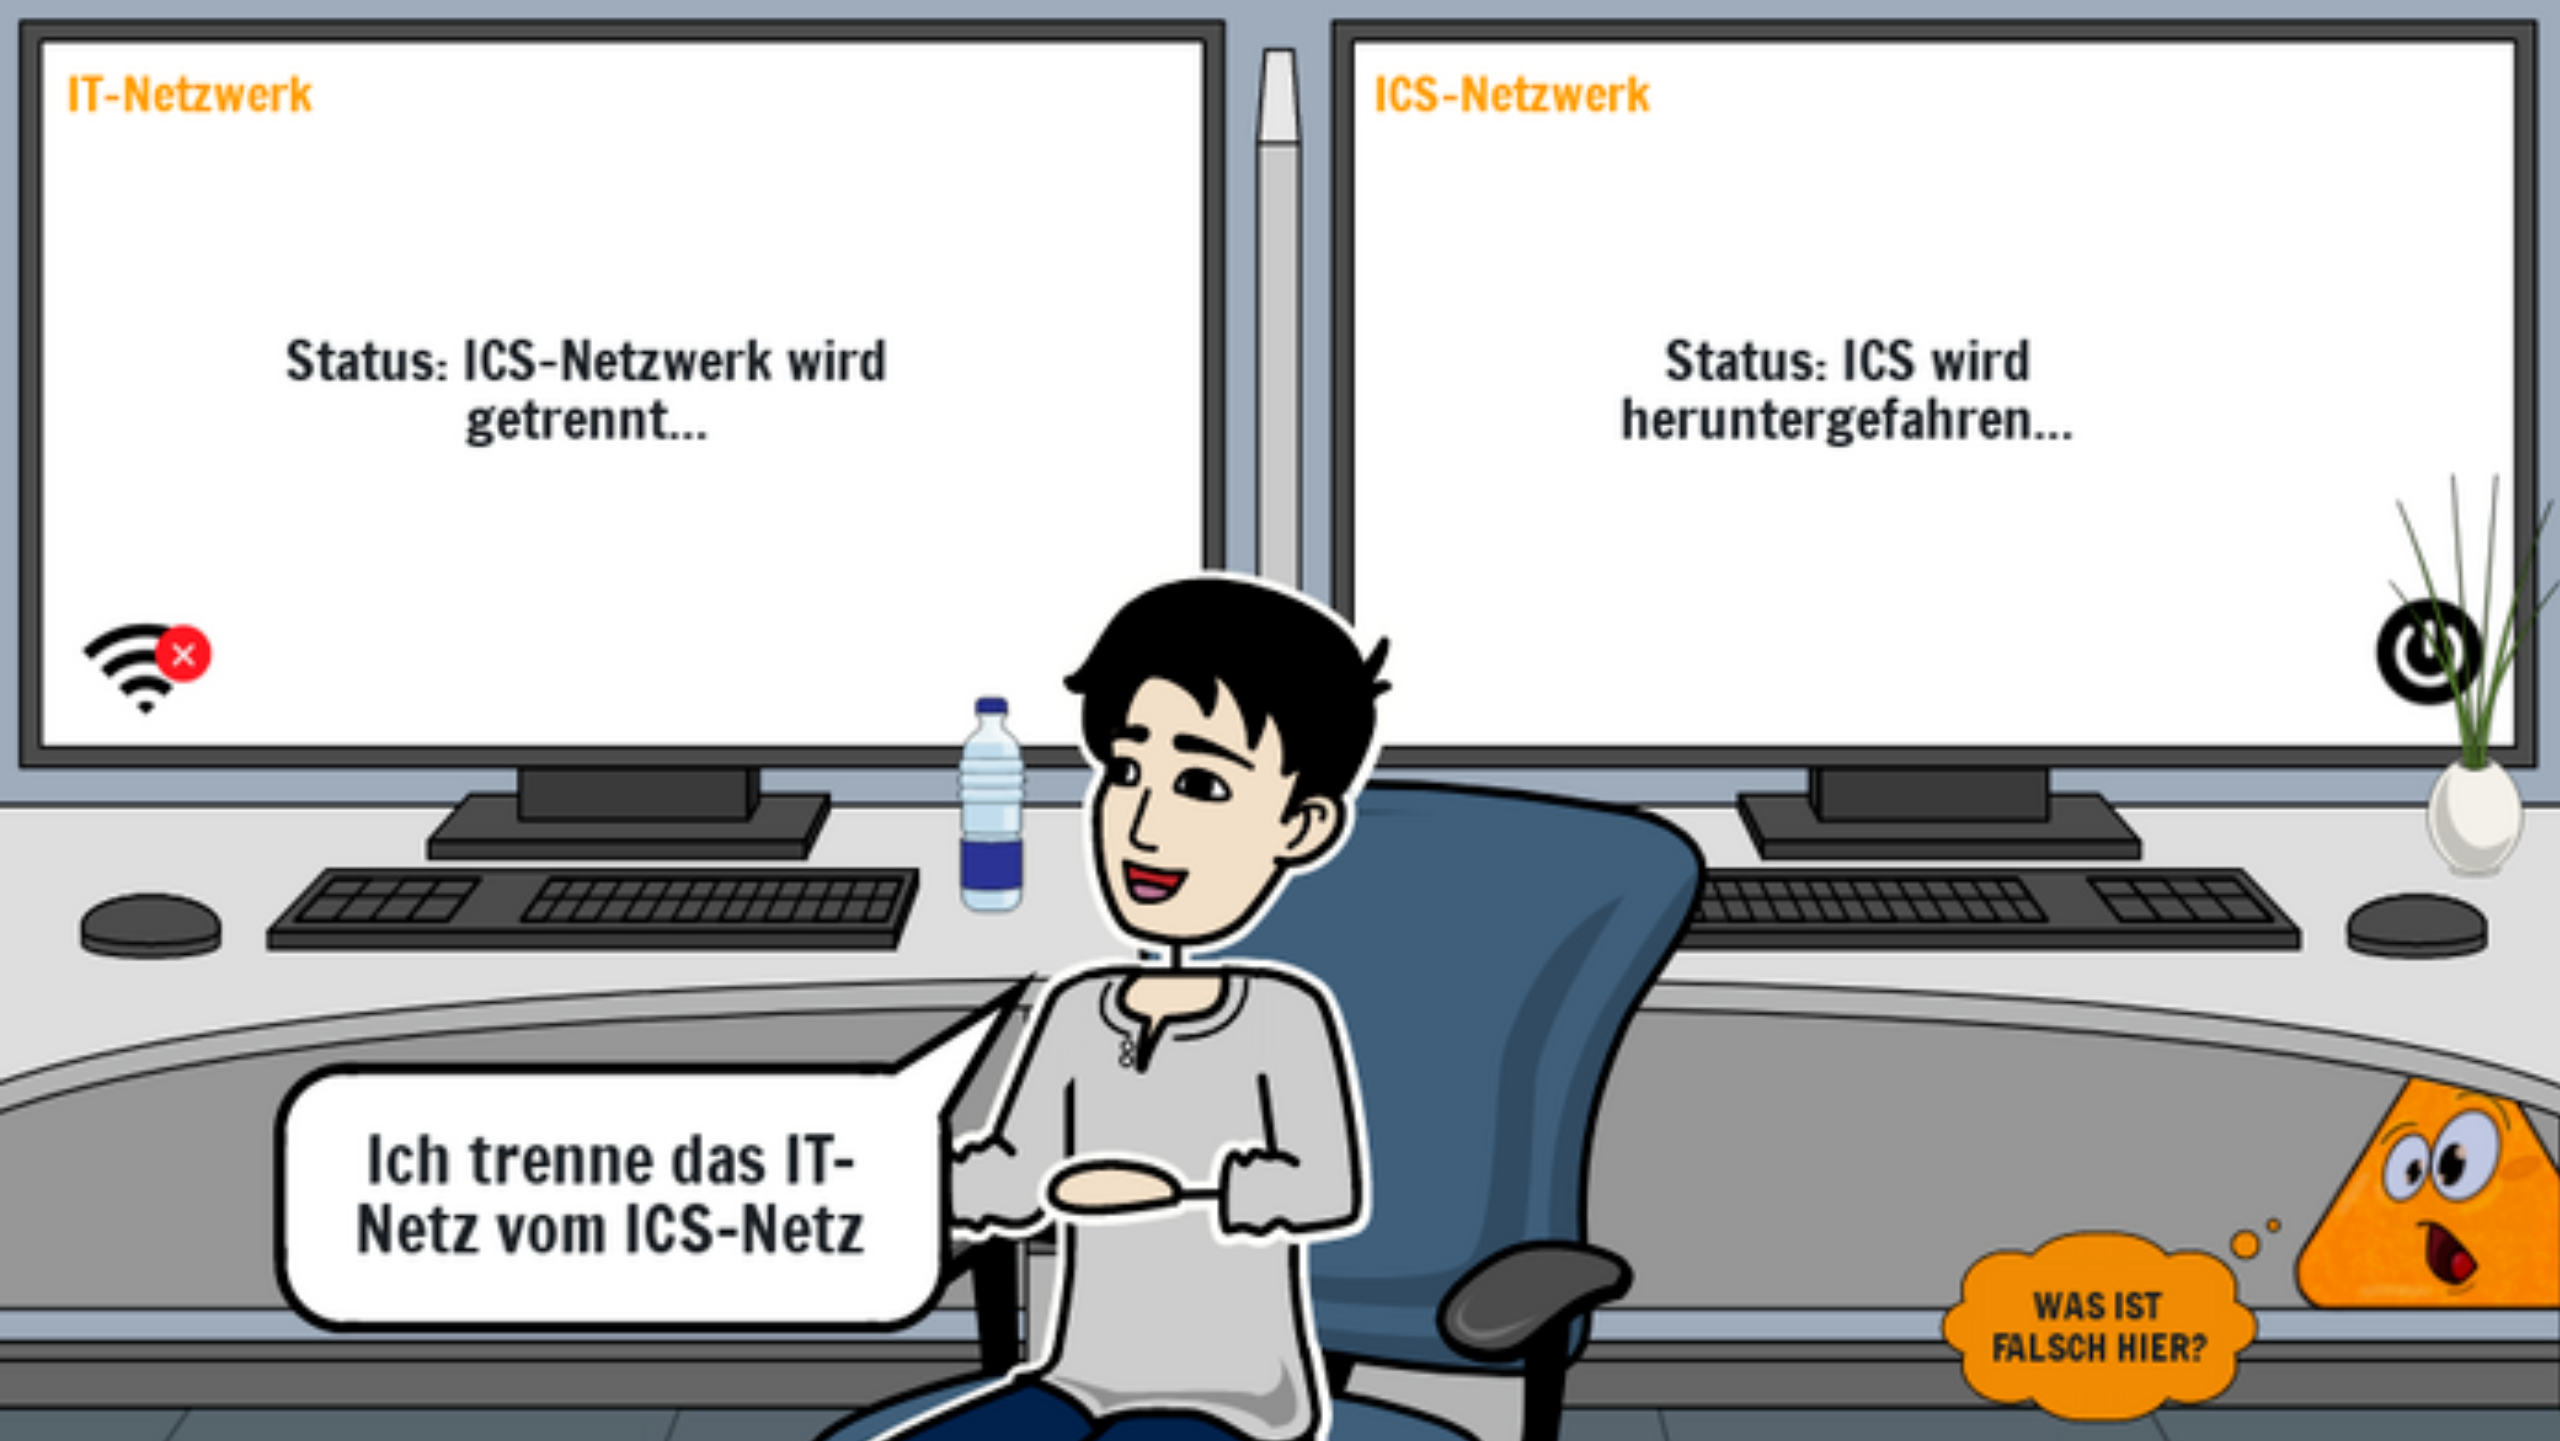 IT-Netzwerk
Status: ICS-Netzwerk wird
getrennt...
ICS-Netzwerk
Status: ICS wird
heruntergefahren...
Ich trenne das IT-
Netz vom ICS-Netz
WAS IST
FALSCH HIER?